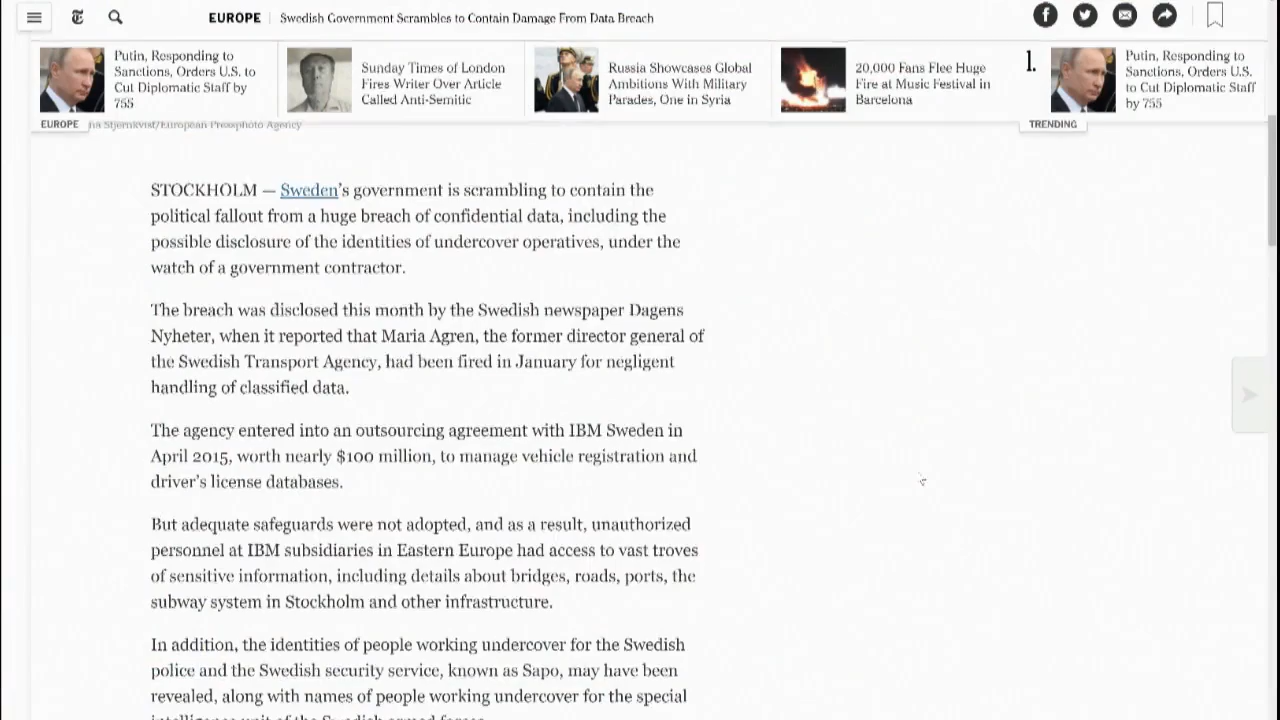 EUROPE Swedish Government Scrambles to Contain Damage From Data Breach
Putin, Responding to
Sanctions, Orders U.S. to
Cut Diplomatic Staff by
755
Sunday Times of London
Fires Writer Over Article
Called Anti-Semitic
Russia Showcases Global
Ambitions With Military
Parades, One in Syria
20,000 Fans Flee Huge
Fire at Music Festival in
Barcelona
1.
Putin, Responding to
Sanctions, Orders U.S.
to Cut Diplomatic Staff
by 755
EUROPE
na Stjernkvist/European Pressphoto Agency
TRENDING
STOCKHOLM — Sweden's government is scrambling to contain the
political fallout from a huge breach of confidential data, including the
possible disclosure of the identities of undercover operatives, under the
watch of a government contractor.
The breach was disclosed this month by the Swedish newspaper Dagens
Nyheter, when it reported that Maria Agren, the former director general of
the Swedish Transport Agency, had been fired in January for negligent
handling of classified data.
The agency entered into an outsourcing agreement with IBM Sweden in
April 2015, worth nearly $100 million, to manage vehicle registration and
driver's license databases.
But adequate safeguards were not adopted, and as a result, unauthorized
personnel at IBM subsidiaries in Eastern Europe had access to vast troves
of sensitive information, including details about bridges, roads, ports, the
subway system in Stockholm and other infrastructure.
In addition, the identities of people working undercover for the Swedish
police and the Swedish security service, known as Sapo, may have been
revealed, along with names of people working undercover for the special
intelligence unit of the Swedish armed forces.